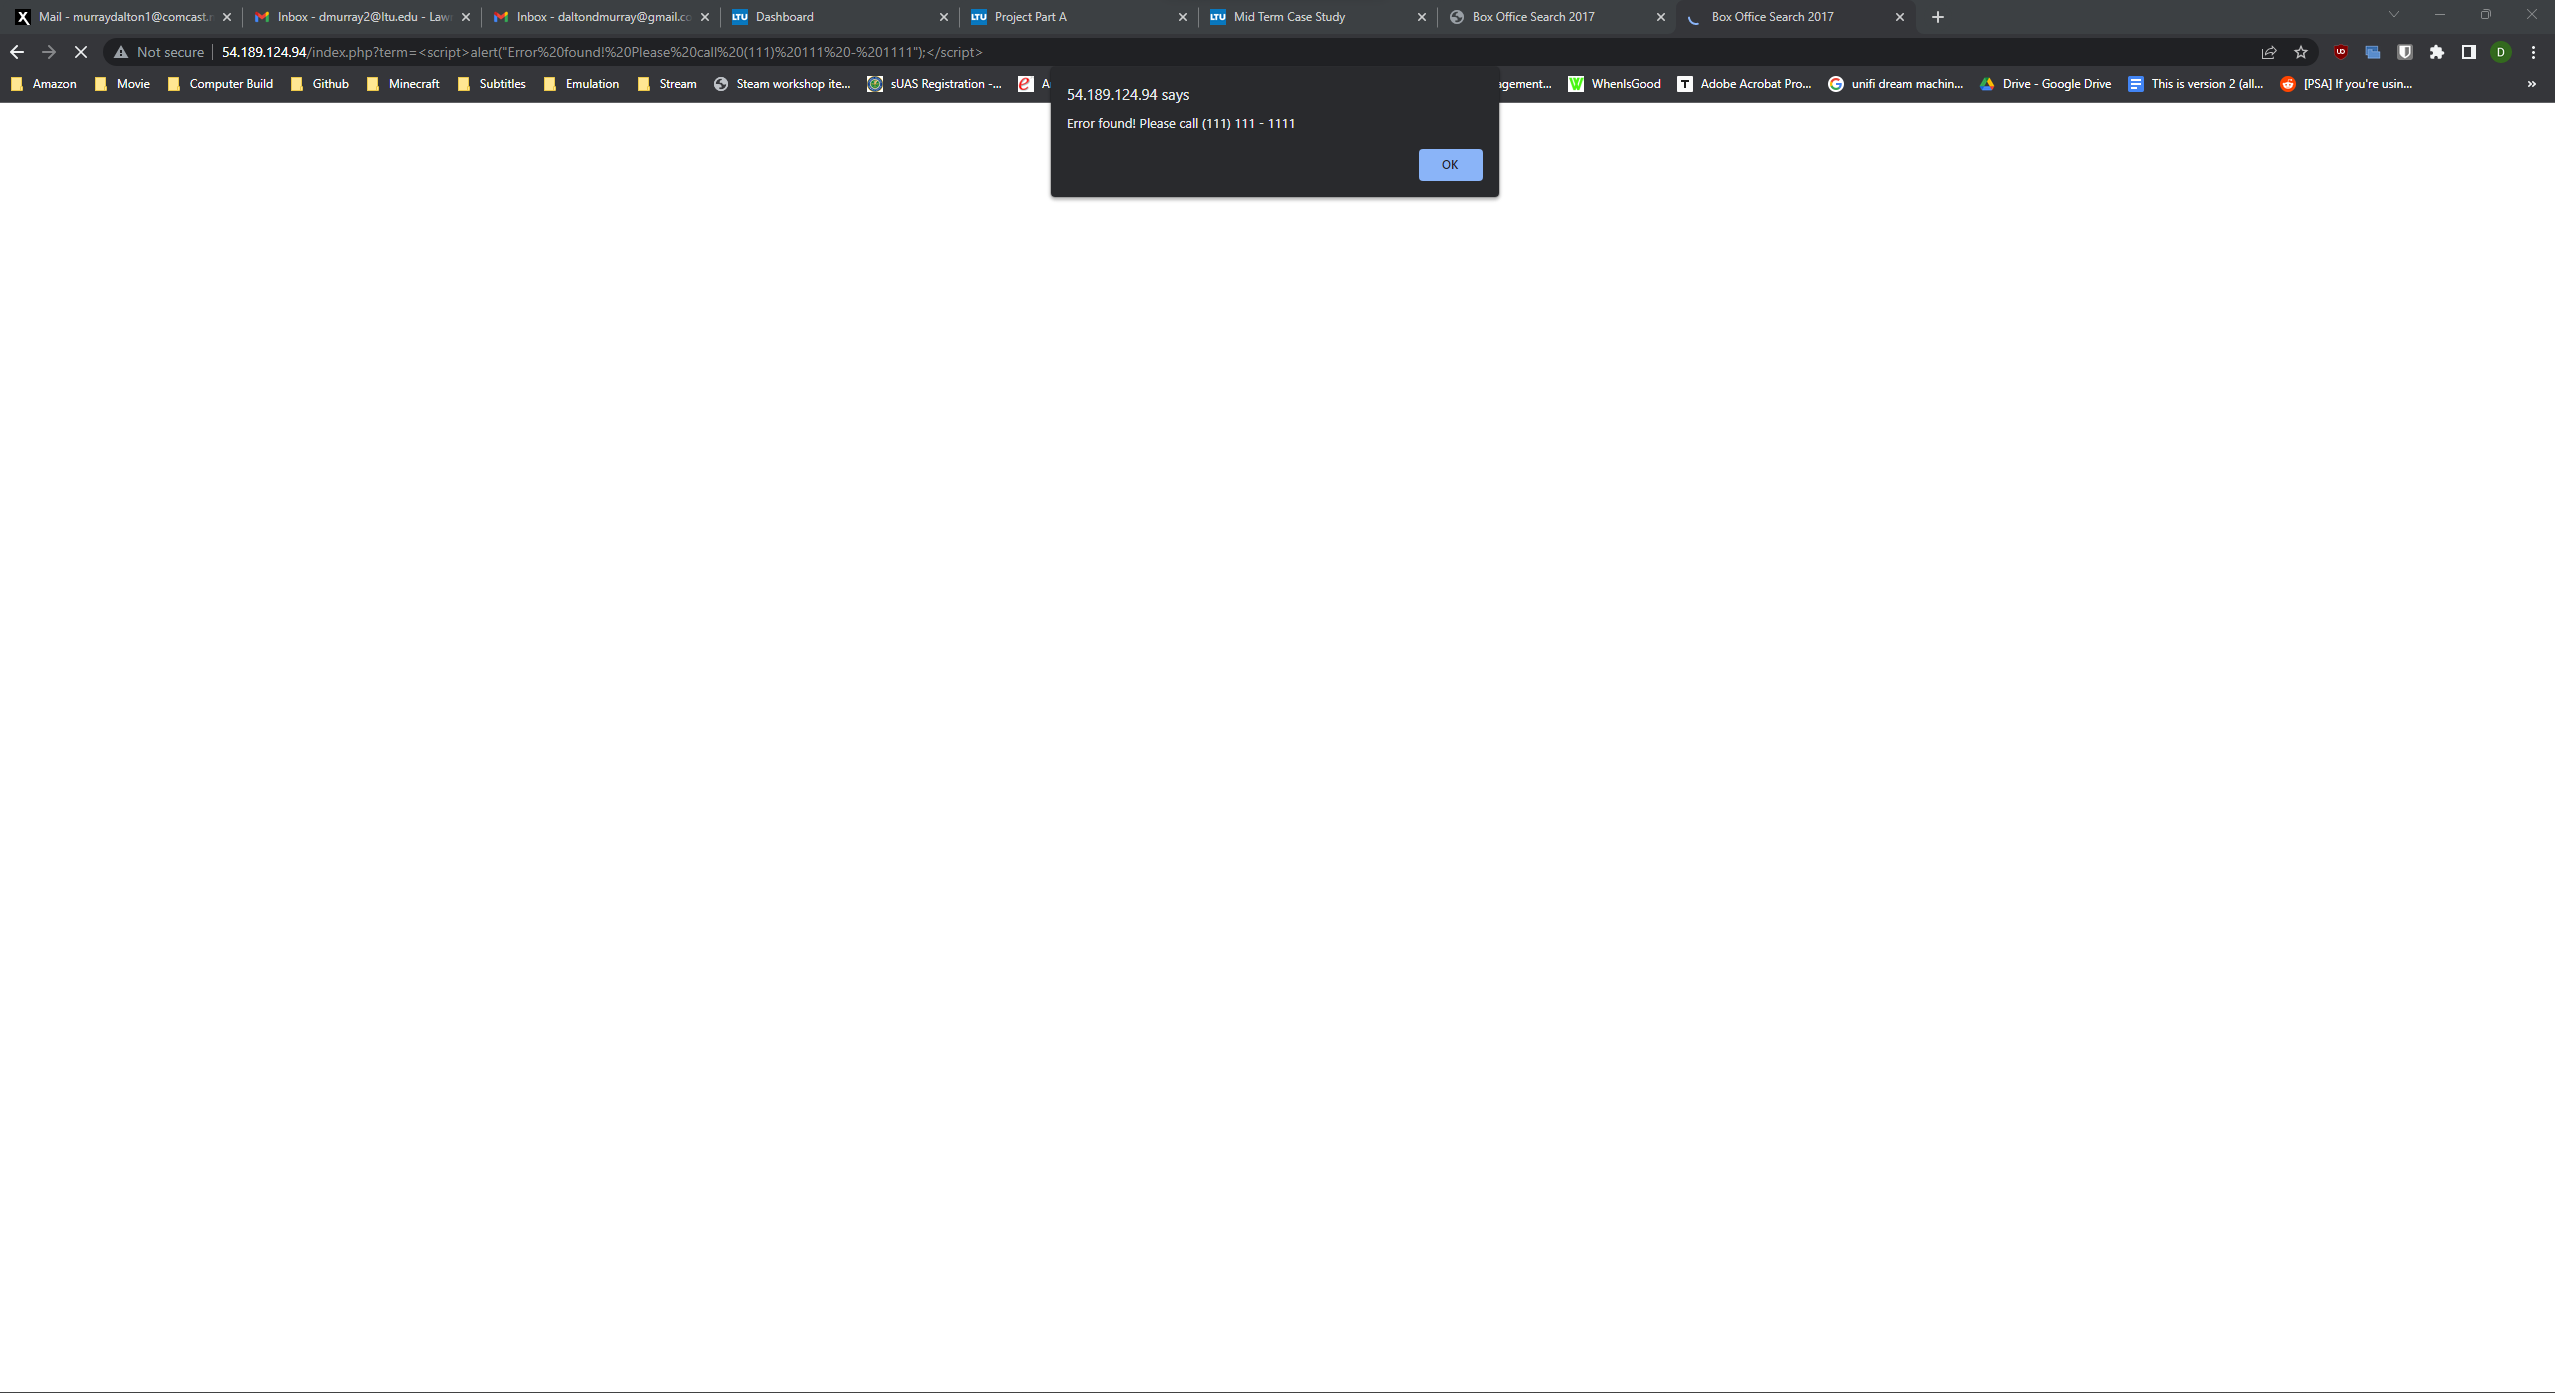 Mail - murraydalton1@comcast.n
Inbox - dmurray2@ltu.edu - Law
Inbox - daltondmurray@gmail.co
LTU Dashboard
LTU Project Part A
LTU Mid Term Case Study
Box Office Search 2017
Box Office Search 2017
Not secure 54.189.124.94/index.php?term=<script>alert("Error%20found!%20Please%20call%20(111)%20111%20-%201111");</script>
D
Amazon
Movie
Computer Build
Github
Minecraft
Subtitles
Emulation
Stream
Steam workshop ite...
sUAS Registration -...
A
agement...
WhenIsGood
Adobe Acrobat Pro...
unifi dream machin...
Drive - Google Drive
This is version 2 (all...
[PSA] If you're usin...
»
54.189.124.94 says
Error found! Please call (111) 111 - 1111
OK